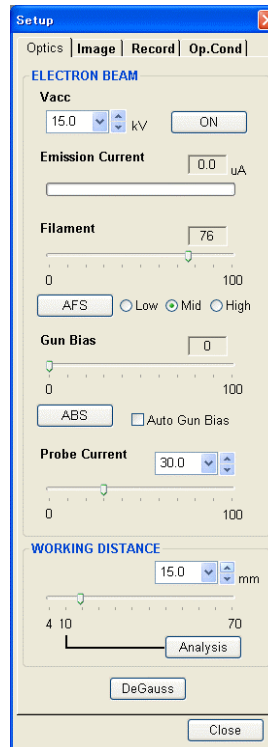 Setup
Optics Image Record Op.Cond
ELECTRON BEAM
Vacc
15.0 kV ON
Emission Current 0.0 uA
Filament 76
0 100
AFS Low Mid High
Gun Bias 0
0 100
ABS Auto Gun Bias
Probe Current 30.0
0 100
WORKING DISTANCE
15.0 mm
4 10 70
Analysis
DeGauss
Close